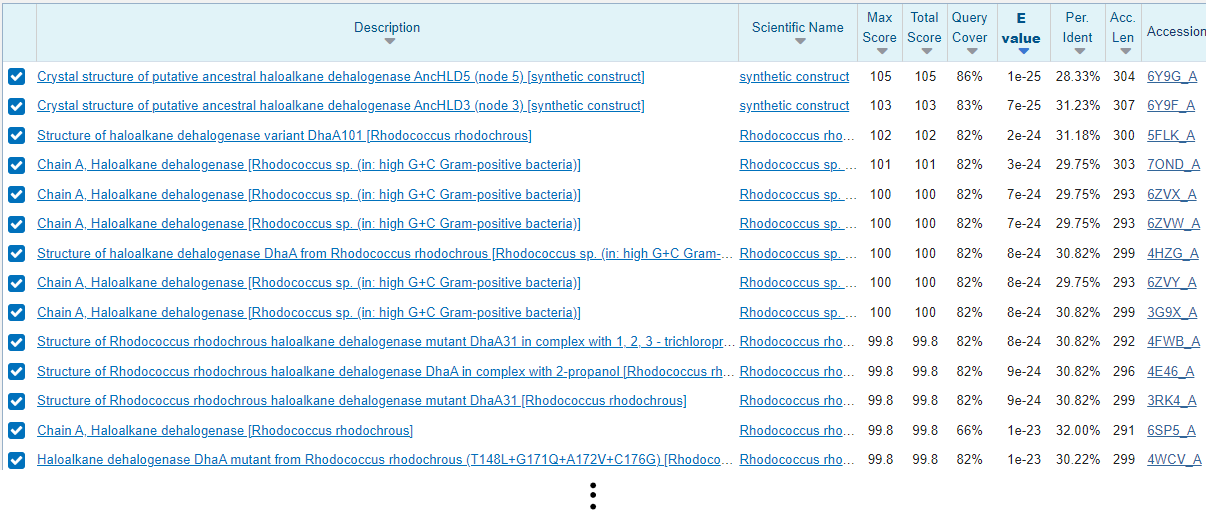 Description Scientific Name Max Score Total Score Query Cover E value Per. Ident Acc. Len Accession
Crystal structure of putative ancestral haloalkane dehalogenase AncHLD5 (node 5) [synthetic construct] synthetic construct 105 105 86% 1e-25 28.33% 304 6Y9G_A
Crystal structure of putative ancestral haloalkane dehalogenase AncHLD3 (node 3) [synthetic construct] synthetic construct 103 103 83% 7e-25 31.23% 307 6Y9F_A
Structure of haloalkane dehalogenase variant DhaA101 [Rhodococcus rhodochrous] Rhodococcus rho... 102 102 82% 2e-24 31.18% 300 5FLK_A
Chain A, Haloalkane dehalogenase [Rhodococcus sp. (in: high G+C Gram-positive bacteria)] Rhodococcus sp. ... 101 101 82% 3e-24 29.75% 303 7OND_A
Chain A, Haloalkane dehalogenase [Rhodococcus sp. (in: high G+C Gram-positive bacteria)] Rhodococcus sp. ... 100 100 82% 7e-24 29.75% 293 6ZVX_A
Chain A, Haloalkane dehalogenase [Rhodococcus sp. (in: high G+C Gram-positive bacteria)] Rhodococcus sp. ... 100 100 82% 7e-24 29.75% 293 6ZVW_A
Structure of haloalkane dehalogenase DhaA from Rhodococcus rhodochrous [Rhodococcus sp. (in: high G+C Gram-... Rhodococcus sp. ... 100 100 82% 8e-24 30.82% 299 4HZG_A
Chain A, Haloalkane dehalogenase [Rhodococcus sp. (in: high G+C Gram-positive bacteria)] Rhodococcus sp. ... 100 100 82% 8e-24 29.75% 293 6ZVY_A
Chain A, Haloalkane dehalogenase [Rhodococcus sp. (in: high G+C Gram-positive bacteria)] Rhodococcus sp. ... 100 100 82% 8e-24 30.82% 299 3G9X_A
Structure of Rhodococcus rhodochrous haloalkane dehalogenase mutant DhaA31 in complex with 1, 2, 3 - trichloropr... Rhodococcus rho... 99.8 99.8 82% 8e-24 30.82% 292 4FWB_A
Structure of Rhodococcus rhodochrous haloalkane dehalogenase DhaA in complex with 2-propanol [Rhodococcus rh... Rhodococcus rho... 99.8 99.8 82% 9e-24 30.82% 296 4E46_A
Structure of Rhodococcus rhodochrous haloalkane dehalogenase mutant DhaA31 [Rhodococcus rhodochrous] Rhodococcus rho... 99.8 99.8 82% 9e-24 30.82% 299 3RK4_A
Chain A, Haloalkane dehalogenase [Rhodococcus rhodochrous] Rhodococcus rho... 99.8 99.8 66% 1e-23 32.00% 291 6SP5_A
Haloalkane dehalogenase DhaA mutant from Rhodococcus rhodochrous (T148L+G171Q+A172V+C176G) [Rhodoco... Rhodococcus rho... 99.8 99.8 82% 1e-23 30.22% 299 4WCV_A